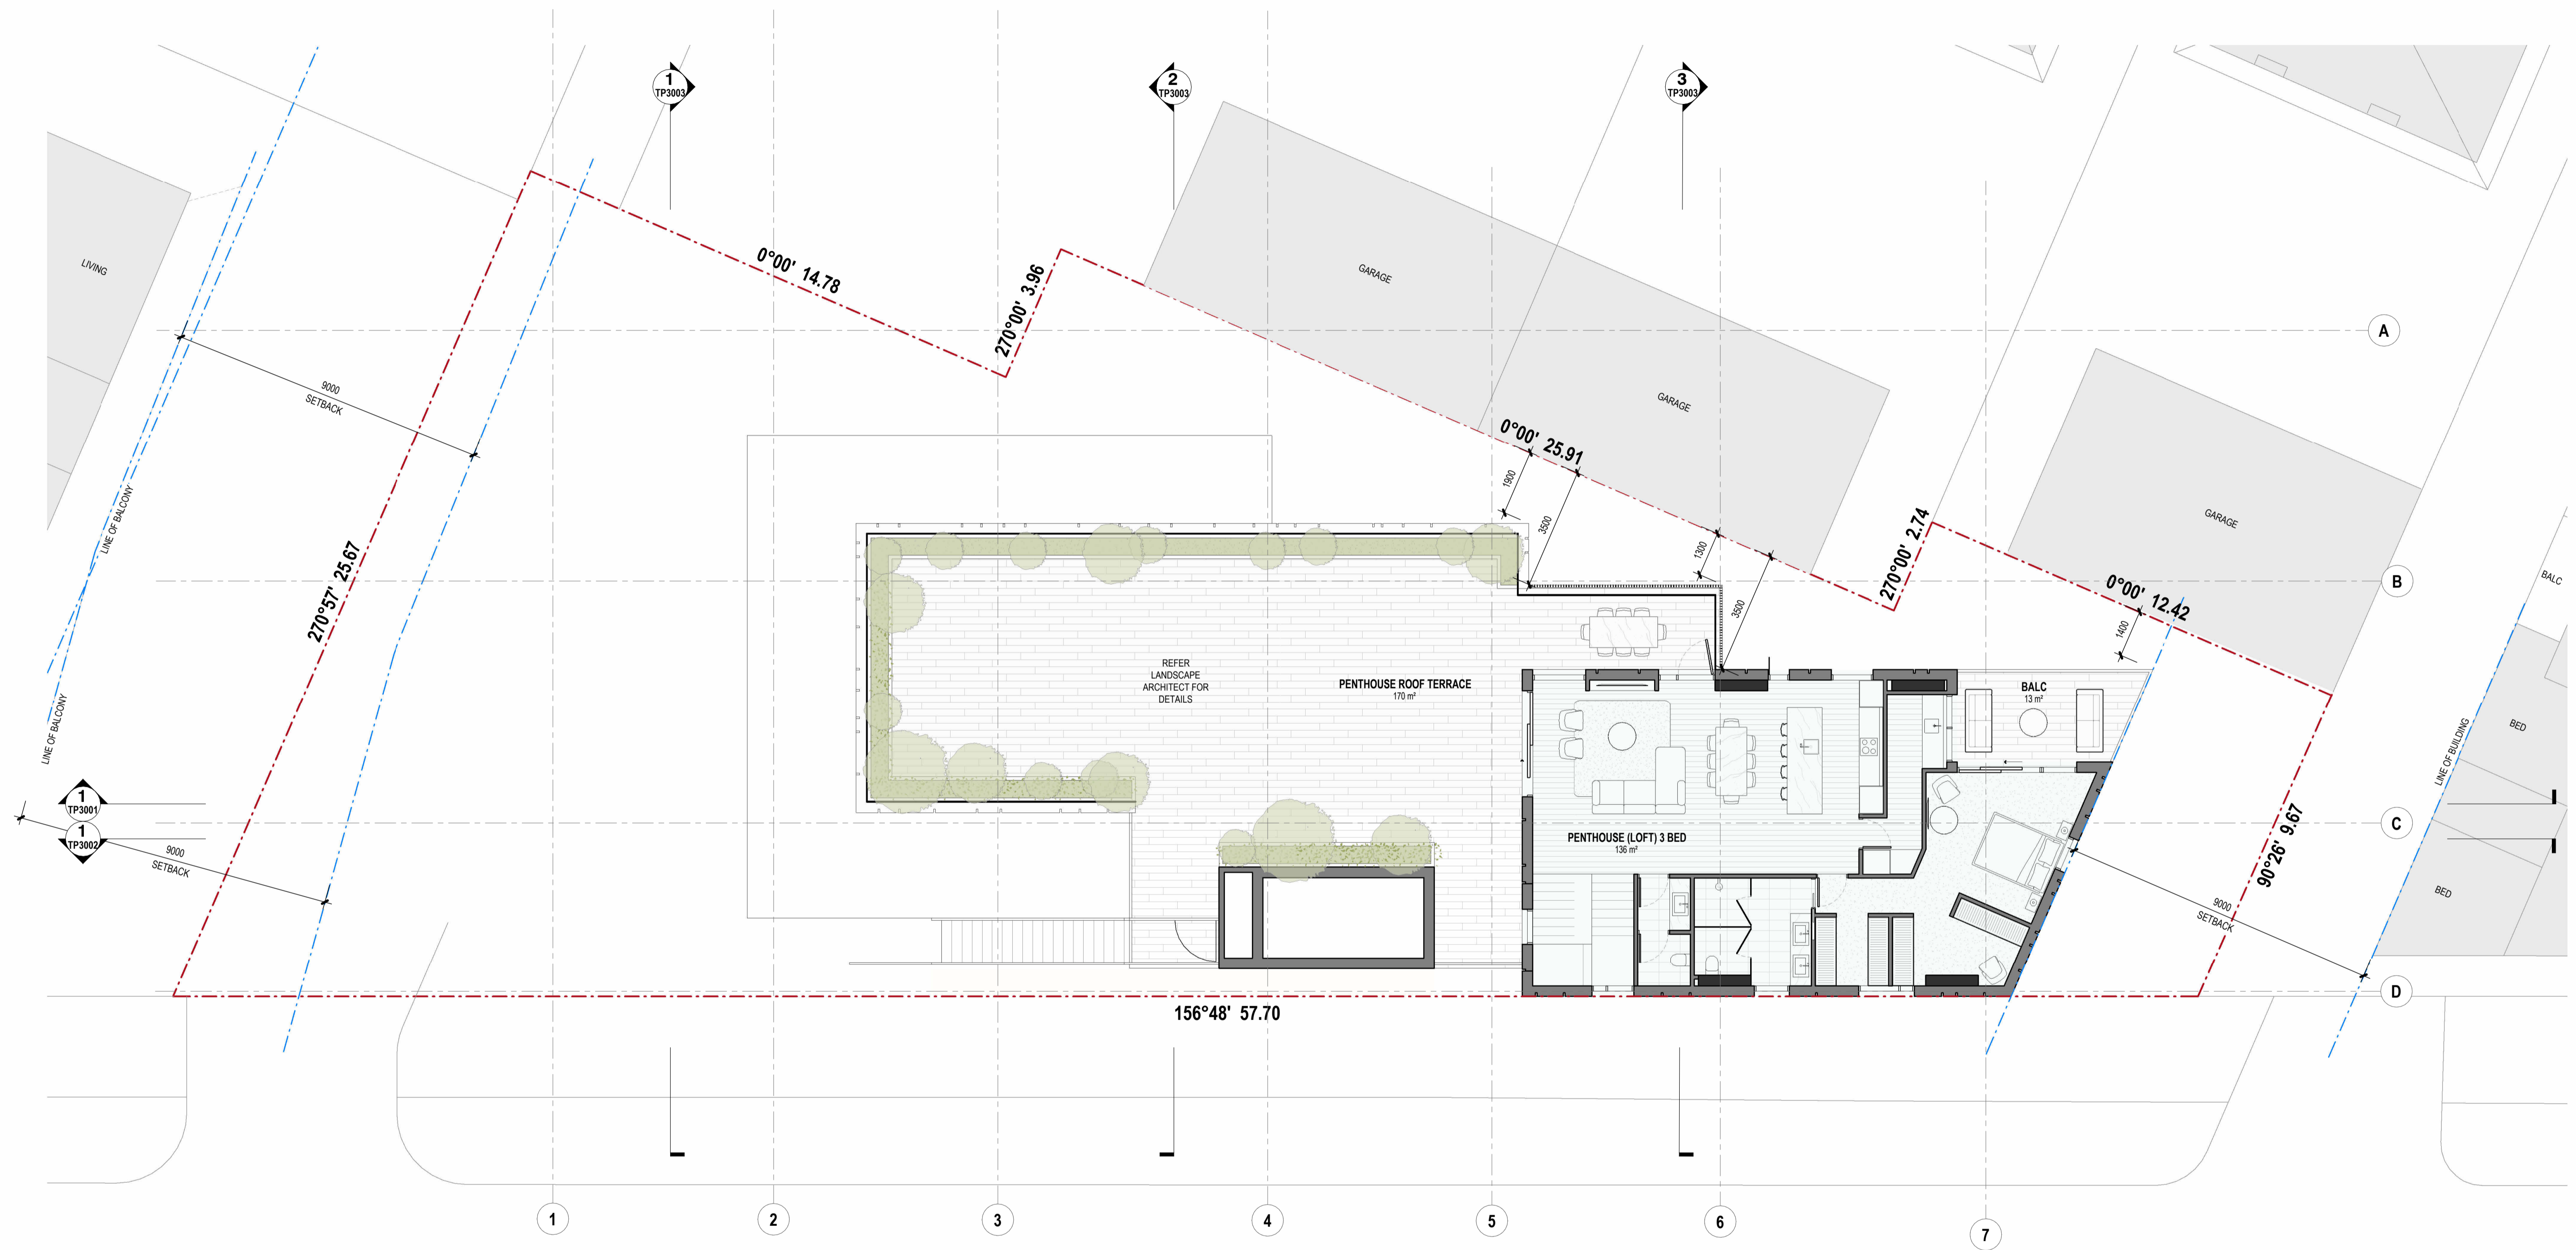 1
TP3003
2
TP3003
3
TP3003
LIVING
0°00' 14.78
270°00' 3.96
GARAGE
A
9000
SETBACK
GARAGE
0°00' 25.91
1900
3500
LINE OF BALCONY
GARAGE
270°57' 25.67
1300
3500
270°00' 2.74
0°00' 12.42
1400
B
BALC
REFER
LANDSCAPE
ARCHITECT FOR
DETAILS
PENTHOUSE ROOF TERRACE
170 m²
BALC
13 m²
LINE OF BALCONY
LINE OF BUILDING
BED
1
TP3001
1
TP3002
9000
SETBACK
PENTHOUSE (LOFT) 3 BED
136 m²
C
90°26' 9.67
BED
9000
SETBACK
D
156°48' 57.70
1
2
3
4
5
6
7